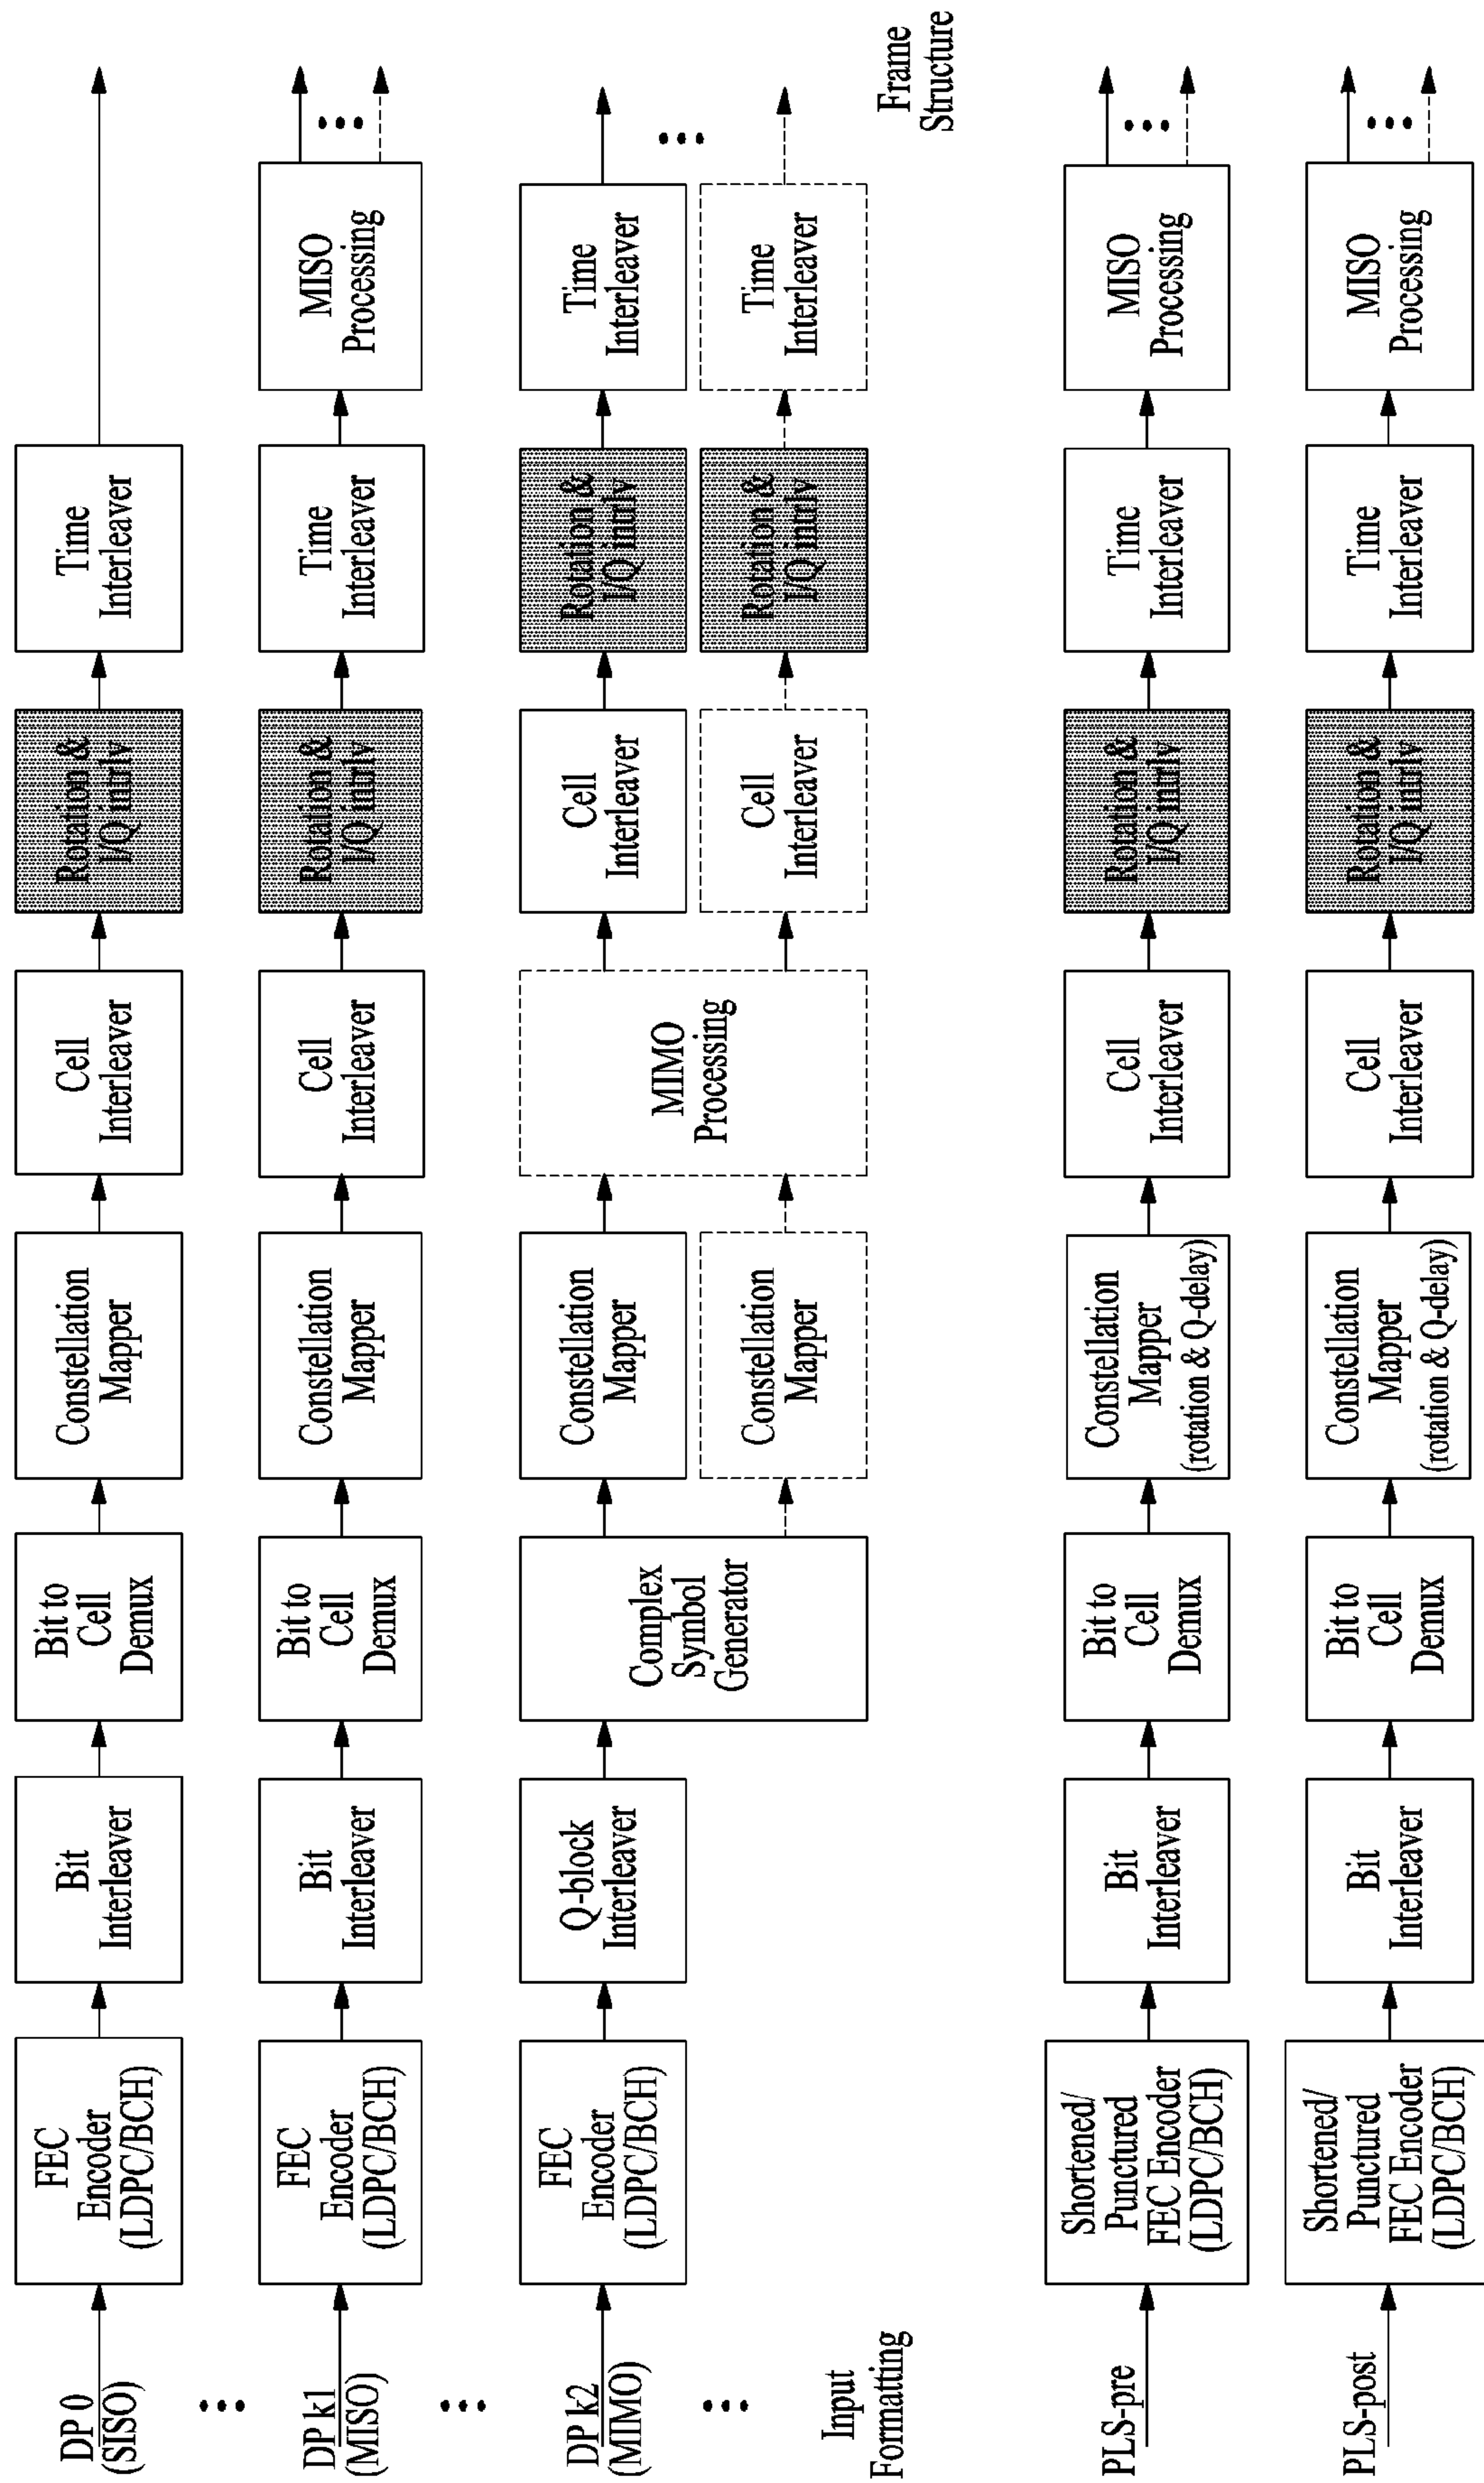 DP 0
(SISO)
FEC
Encoder
(LDPC/BCH)
Bit
Interleaver
Bit to
Cell
Demux
Constellation
Mapper
Cell
Interleaver
Rotation &
I/Q intrlv
Time
Interleaver
DP k1
(MISO)
FEC
Encoder
(LDPC/BCH)
Bit
Interleaver
Bit to
Cell
Demux
Constellation
Mapper
Cell
Interleaver
Rotation &
I/Q intrlv
Time
Interleaver
MISO
Processing
DP k2
(MIMO)
FEC
Encoder
(LDPC/BCH)
Q-block
Interleaver
Complex
Symbol
Generator
Constellation
Mapper
Constellation
Mapper
MIMO
Processing
Cell
Interleaver
Cell
Interleaver
Rotation &
I/Q intrlv
Rotation &
I/Q intrlv
Time
Interleaver
Time
Interleaver
Input
Formatting
Frame
Structure
PLS-pre
Shortened/
Punctured
FEC Encoder
(LDPC/BCH)
Bit
Interleaver
Bit to
Cell
Demux
Constellation
Mapper
(rotation & Q-delay)
Cell
Interleaver
Rotation &
I/Q intrlv
Time
Interleaver
MISO
Processing
PLS-post
Shortened/
Punctured
FEC Encoder
(LDPC/BCH)
Bit
Interleaver
Bit to
Cell
Demux
Constellation
Mapper
(rotation & Q-delay)
Cell
Interleaver
Rotation &
I/Q intrlv
Time
Interleaver
MISO
Processing